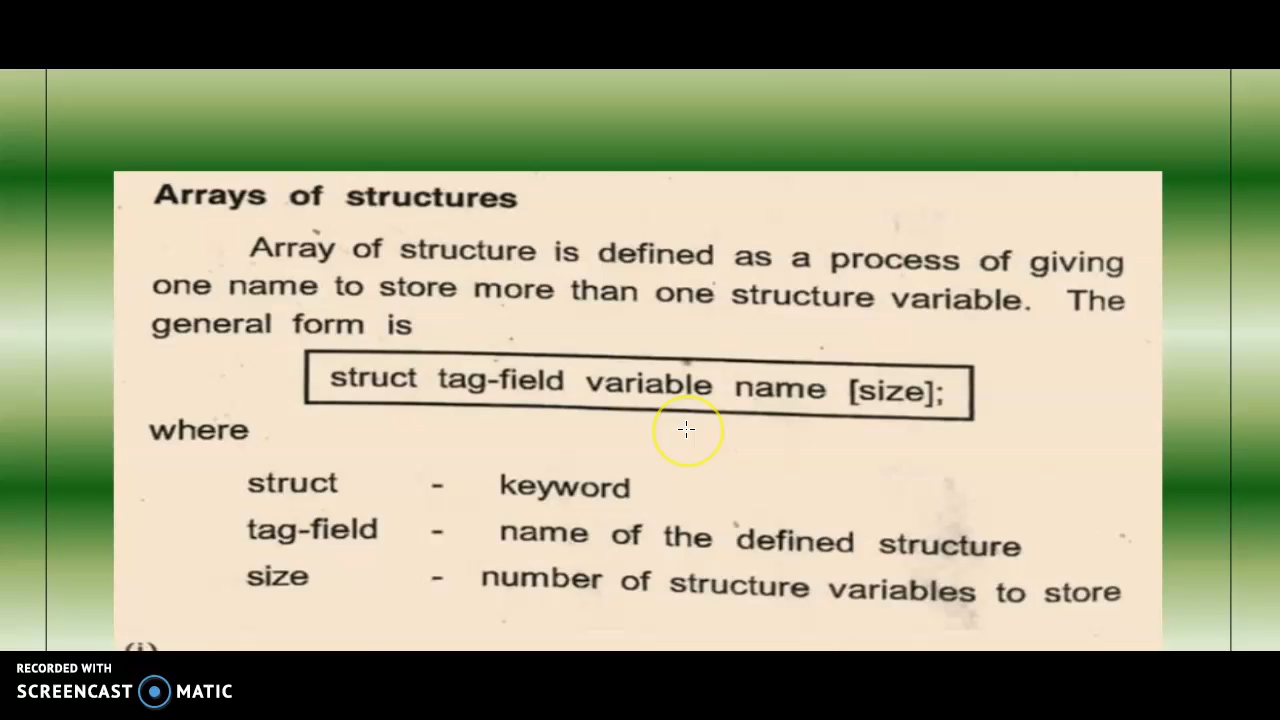 Arrays of structures
Array of structure is defined as a process of giving
one name to store more than one structure variable. The
general form is
struct tag-field variable name [size];
where
struct - keyword
tag-field - name of the defined structure
size - number of structure variables to store
(i)
RECORDED WITH
SCREENCAST MATIC